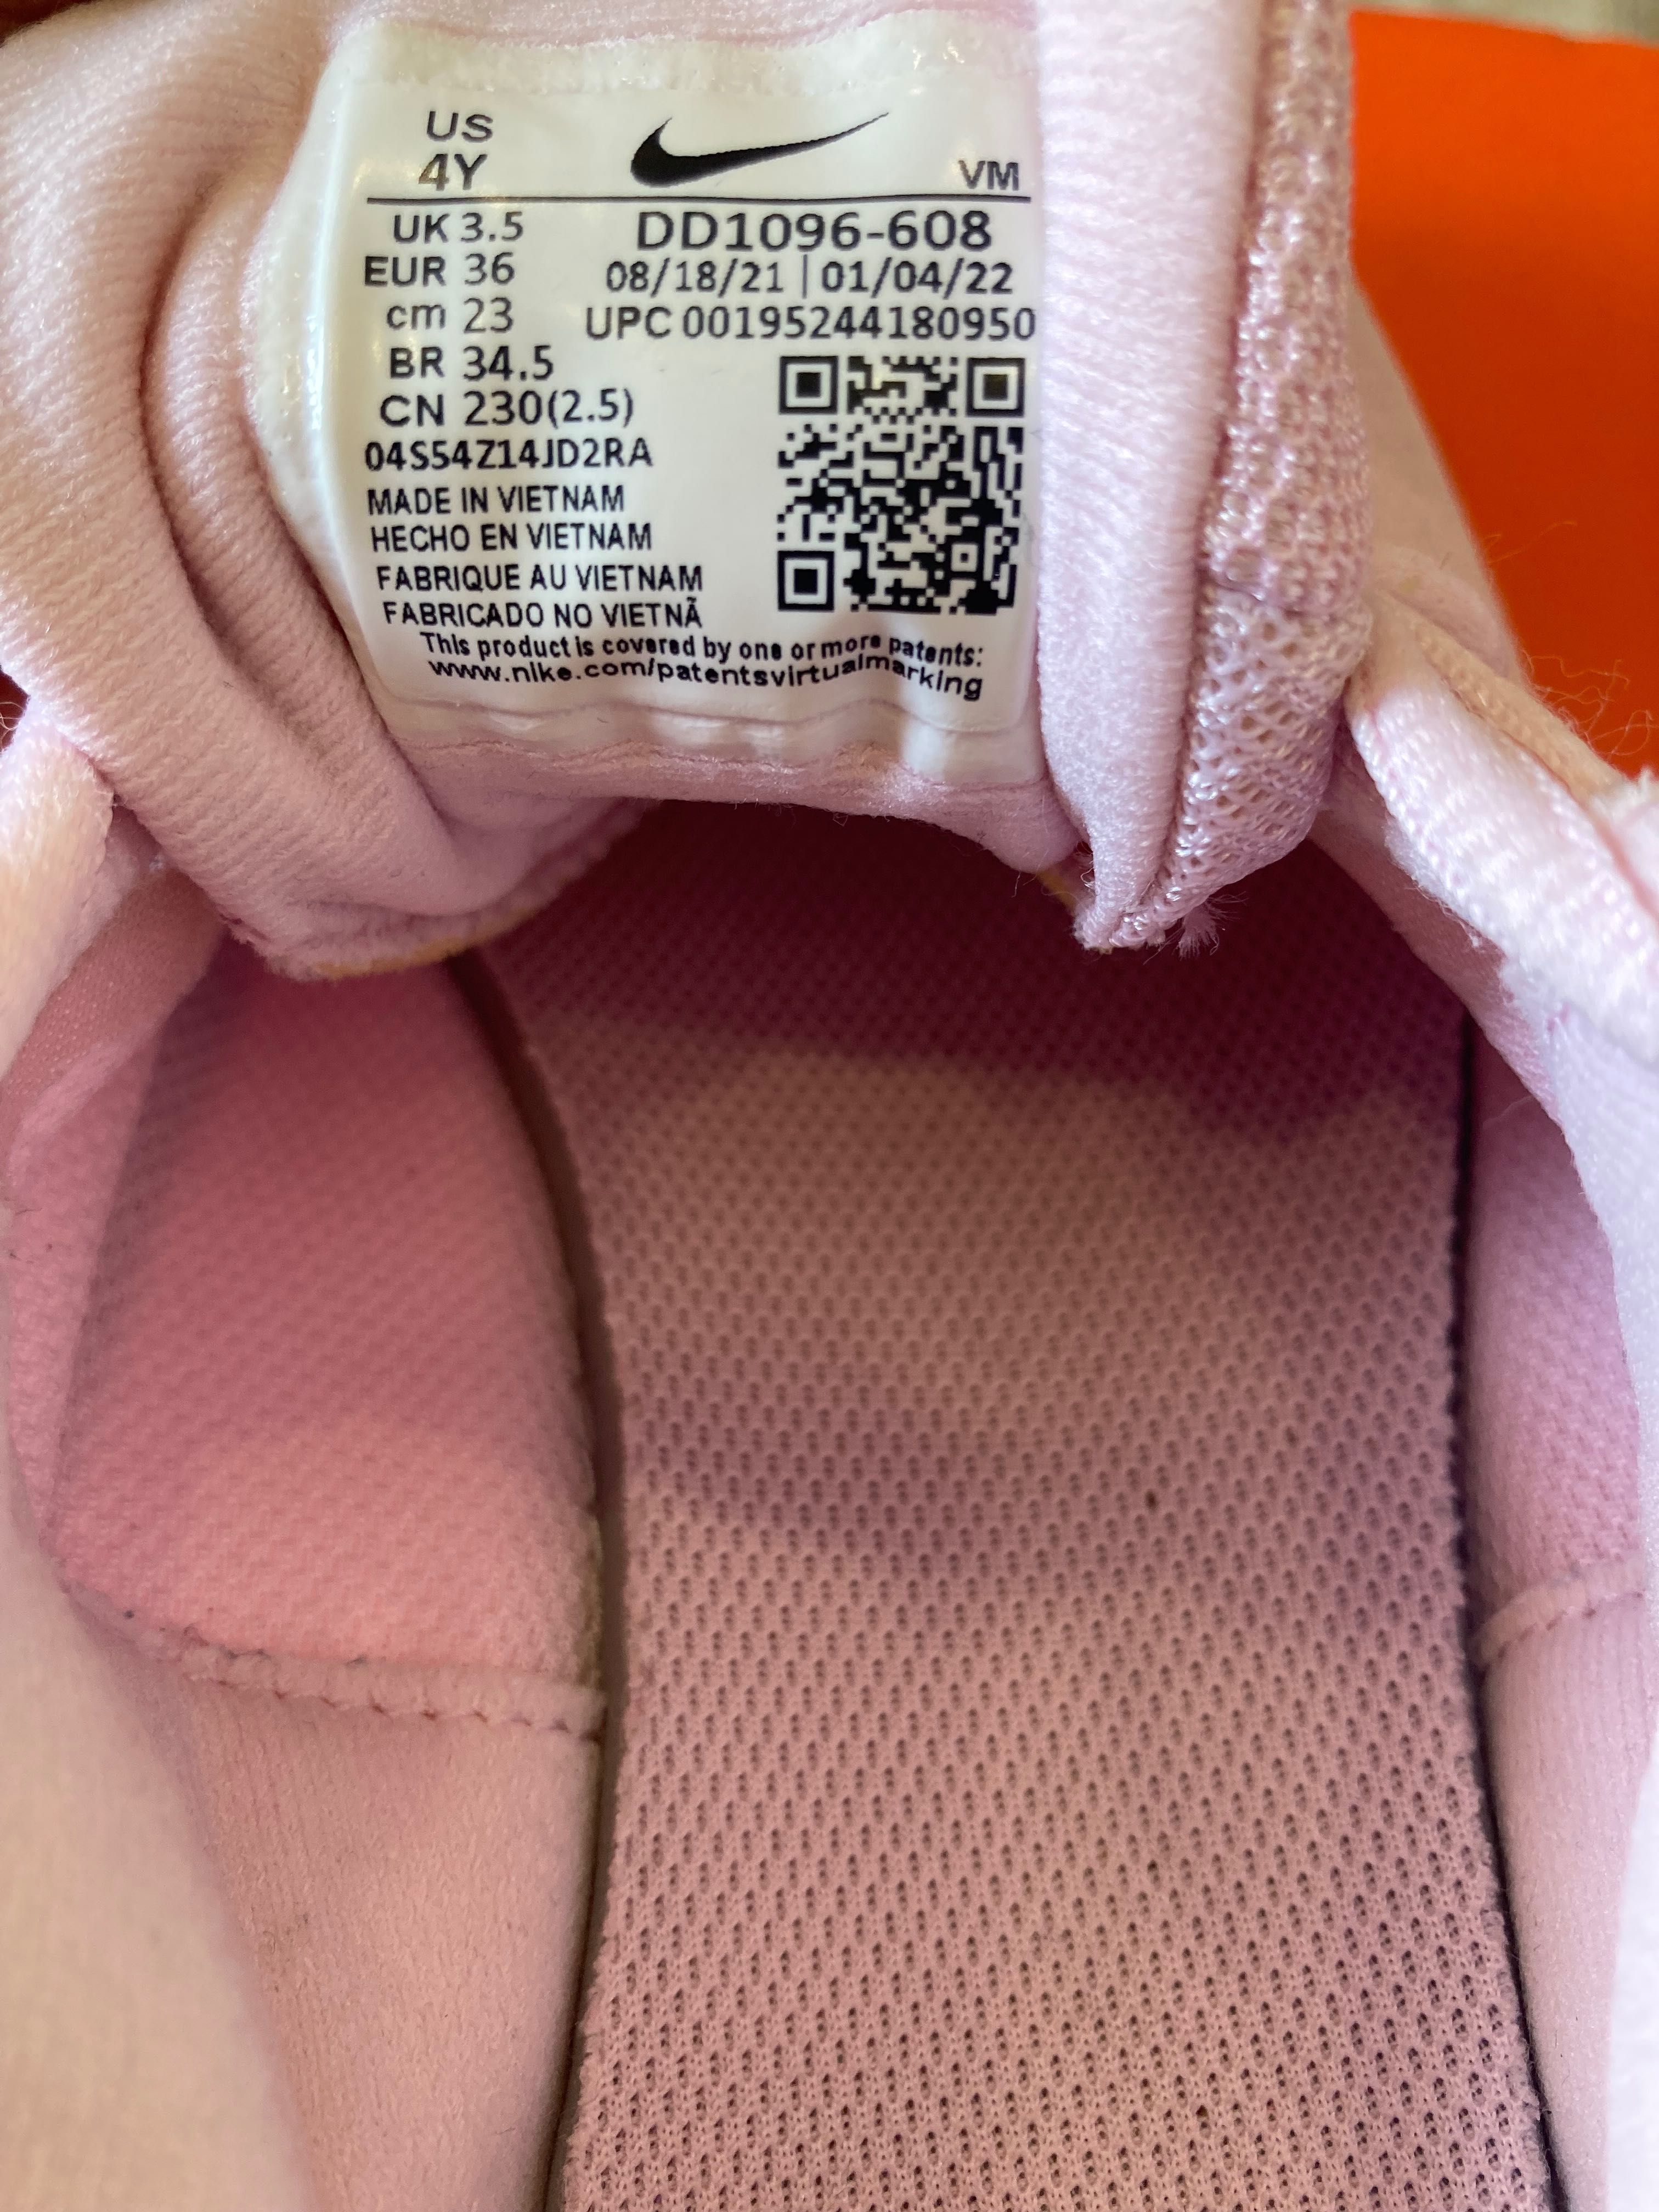 US
4Y
VM
UK 3.5
DD1096-608
EUR 36
08/18/21 | 01/04/22
cm 23
UPC 00195244180950
BR 34.5
CN 230(2.5)
04S54Z14JD2RA
MADE IN VIETNAM
HECHO EN VIETNAM
FABRIQUE AU VIETNAM
FABRICADO NO VIETNÃ
This product is covered by one or more patents:
www.nike.com/patentsvirtualmarking